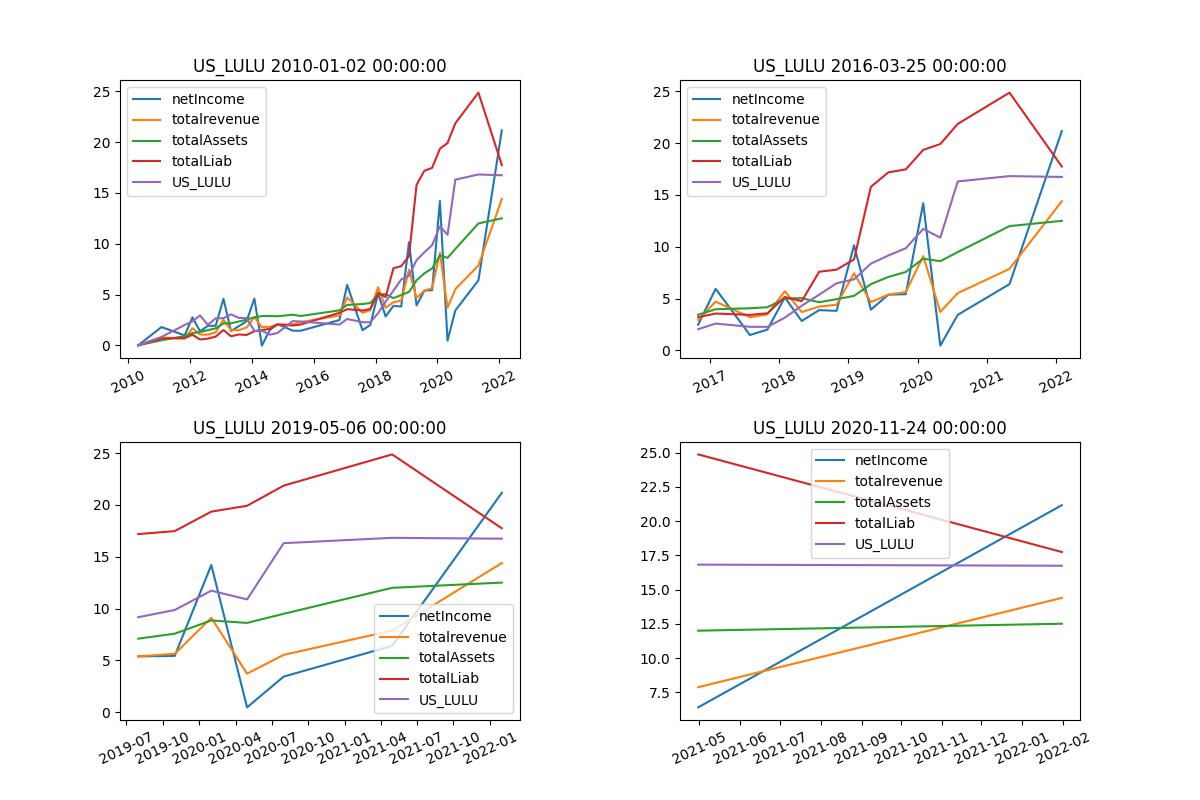 US_LULU 2010-01-02 00:00:00
25
20
15
10
5
0
netIncome
totalrevenue
totalAssets
totalLiab
US_LULU
2010 2012 2014 2016 2018 2020 2022
US_LULU 2016-03-25 00:00:00
25
20
15
10
5
0
netIncome
totalrevenue
totalAssets
totalLiab
US_LULU
2017 2018 2019 2020 2021 2022
US_LULU 2019-05-06 00:00:00
25
20
15
10
5
0
netIncome
totalrevenue
totalAssets
totalLiab
US_LULU
2019-07 2019-10 2020-01 2020-04 2020-07 2020-10 2021-01 2021-04 2021-07 2021-10 2022-01
US_LULU 2020-11-24 00:00:00
25.0
22.5
20.0
17.5
15.0
12.5
10.0
7.5
netIncome
totalrevenue
totalAssets
totalLiab
US_LULU
2021-05 2021-06 2021-07 2021-08 2021-09 2021-10 2021-11 2021-12 2022-01 2022-02